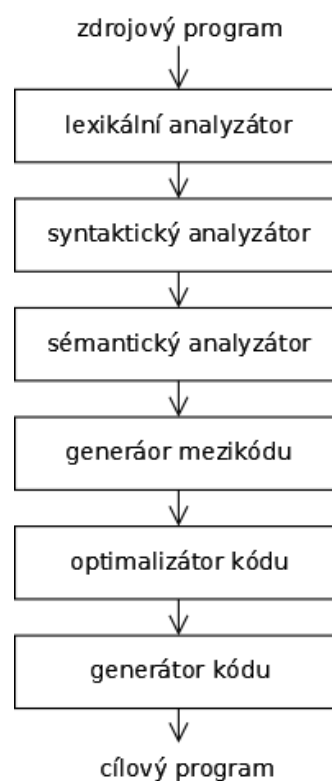 zdrojový program
lexikální analyzátor
syntaktický analyzátor
sémantický analyzátor
generáor mezikódu
optimalizátor kódu
generátor kódu
cílový program